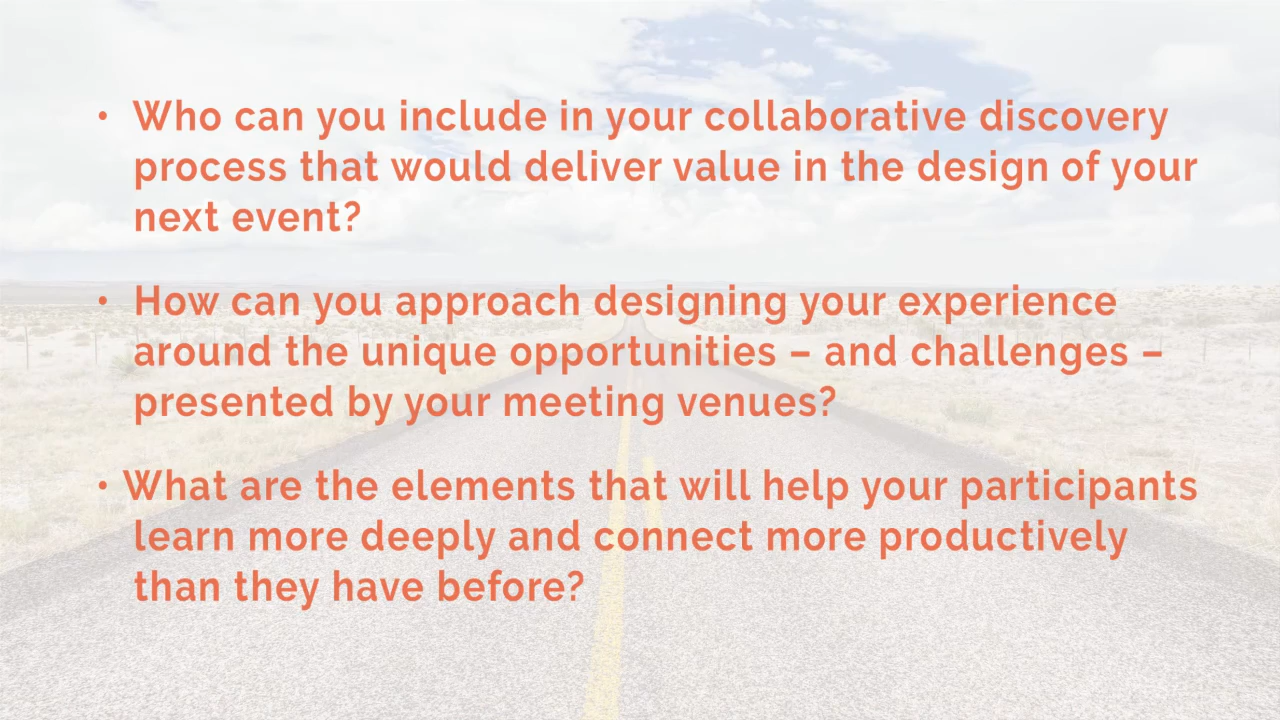 • Who can you include in your collaborative discovery
process that would deliver value in the design of your
next event?
• How can you approach designing your experience
around the unique opportunities – and challenges –
presented by your meeting venues?
• What are the elements that will help your participants
learn more deeply and connect more productively
than they have before?